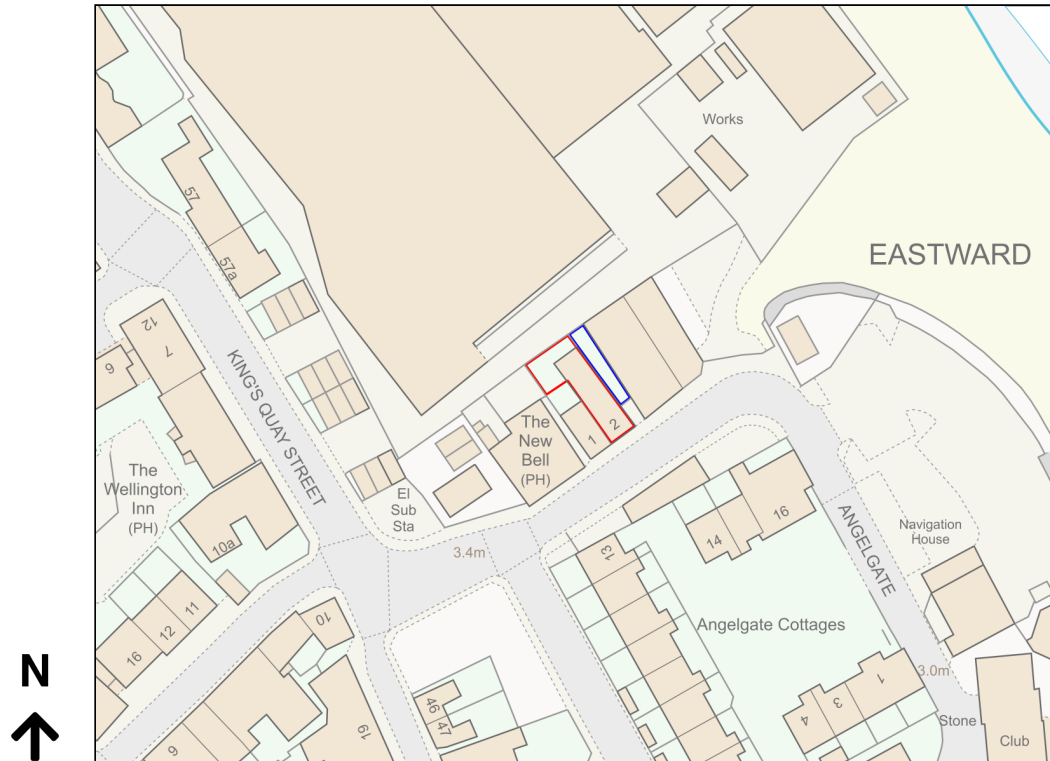 Works
57
EASTWARD
57a
12
7
6
KING'S QUAY STREET
The
New
Bell
(PH)
1
2
The
Wellington
Inn
(PH)
El
Sub
Sta
16
14
ANGELGATE
Navigation
House
10a
3.4m
13
11
12
16
10
Angelgate Cottages
N
3.0m
1
3
4
46
47
19
6
Stone
Club